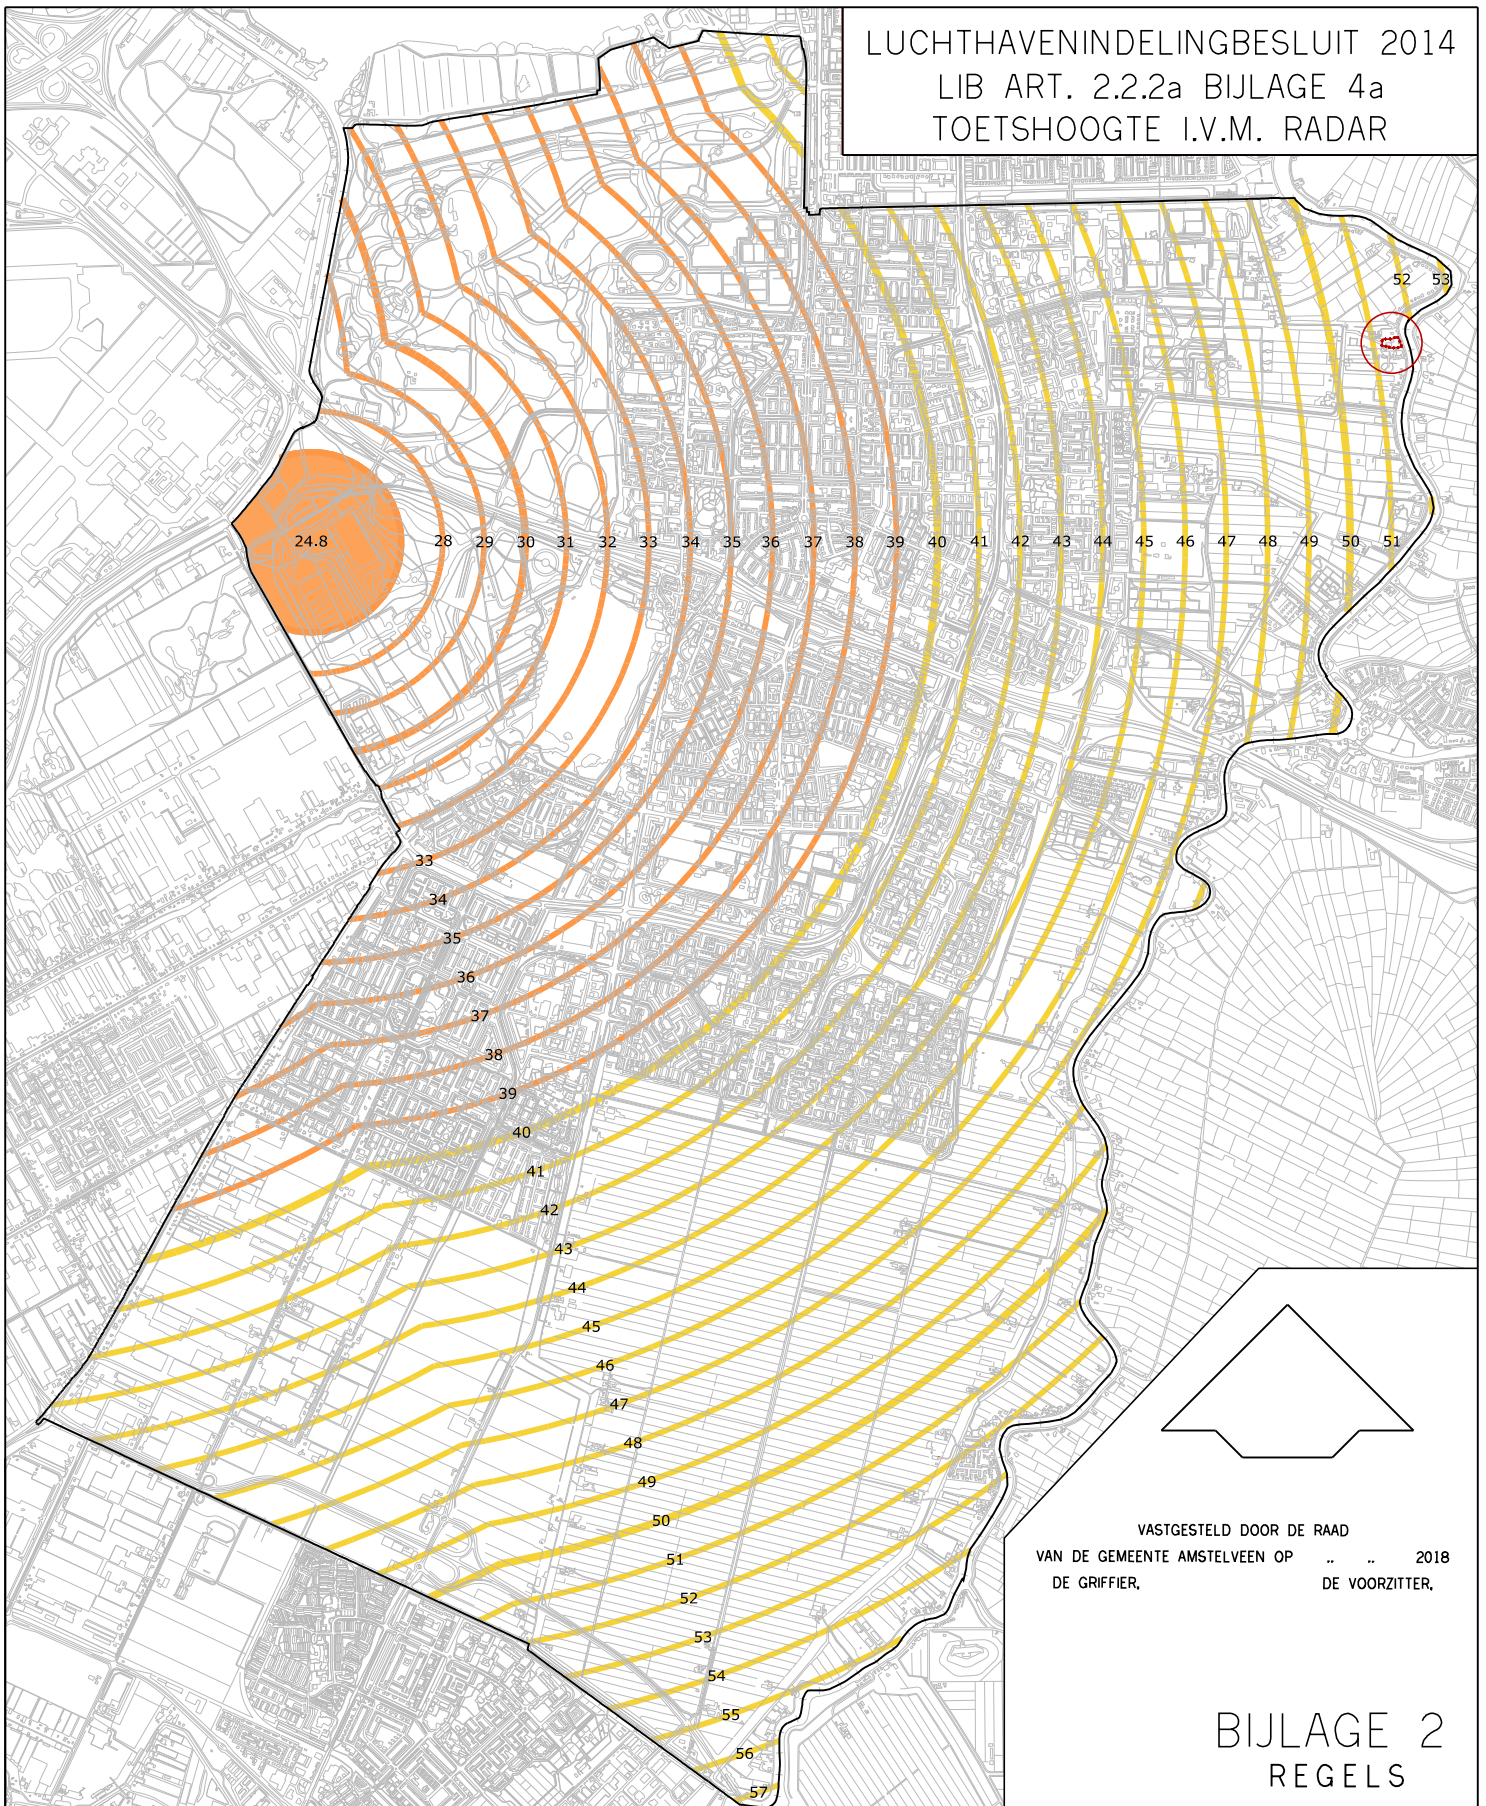 LUCHTHAVENINDELINGBESLUIT 2014
LIB ART. 2.2.2a BIJLAGE 4a
TOETSHOOGTE I.V.M. RADAR
52 53
24.8 28 29 30 31 32 33 34 35 36 37 38 39 40 41 42 43 44 45 46 47 48 49 50 51
33
34
35
36
37
38
39
40
41
42
43
44
45
46
47
48
49
50
51
52
53
54
55
56
57
VASTGESTELD DOOR DE RAAD
VAN DE GEMEENTE AMSTELVEEN OP .. .. 2018
DE GRIFFIER, DE VOORZITTER,
BIJLAGE 2
REGELS